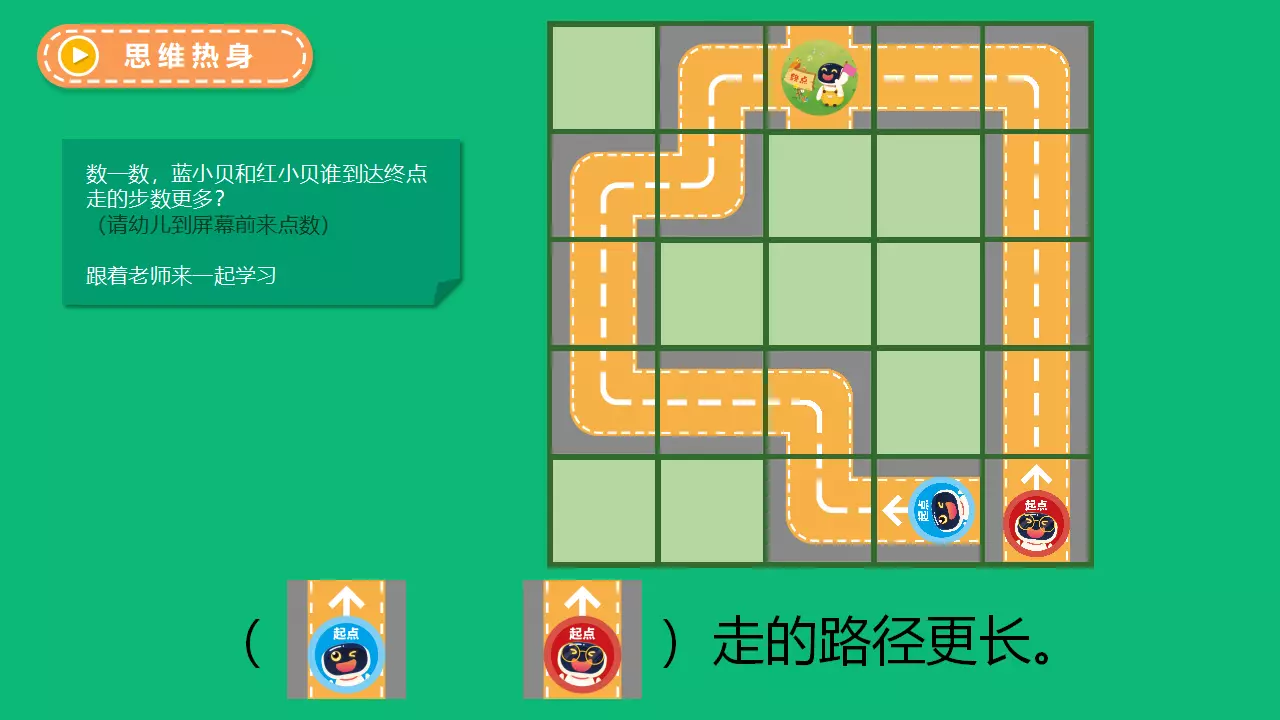 思维热身
数一数，蓝小贝和红小贝谁到达终点
走的步数更多？
（请幼儿到屏幕前来点数）
跟着老师来一起学习
起点
起点
起点
起点
（ ）走的路径更长。